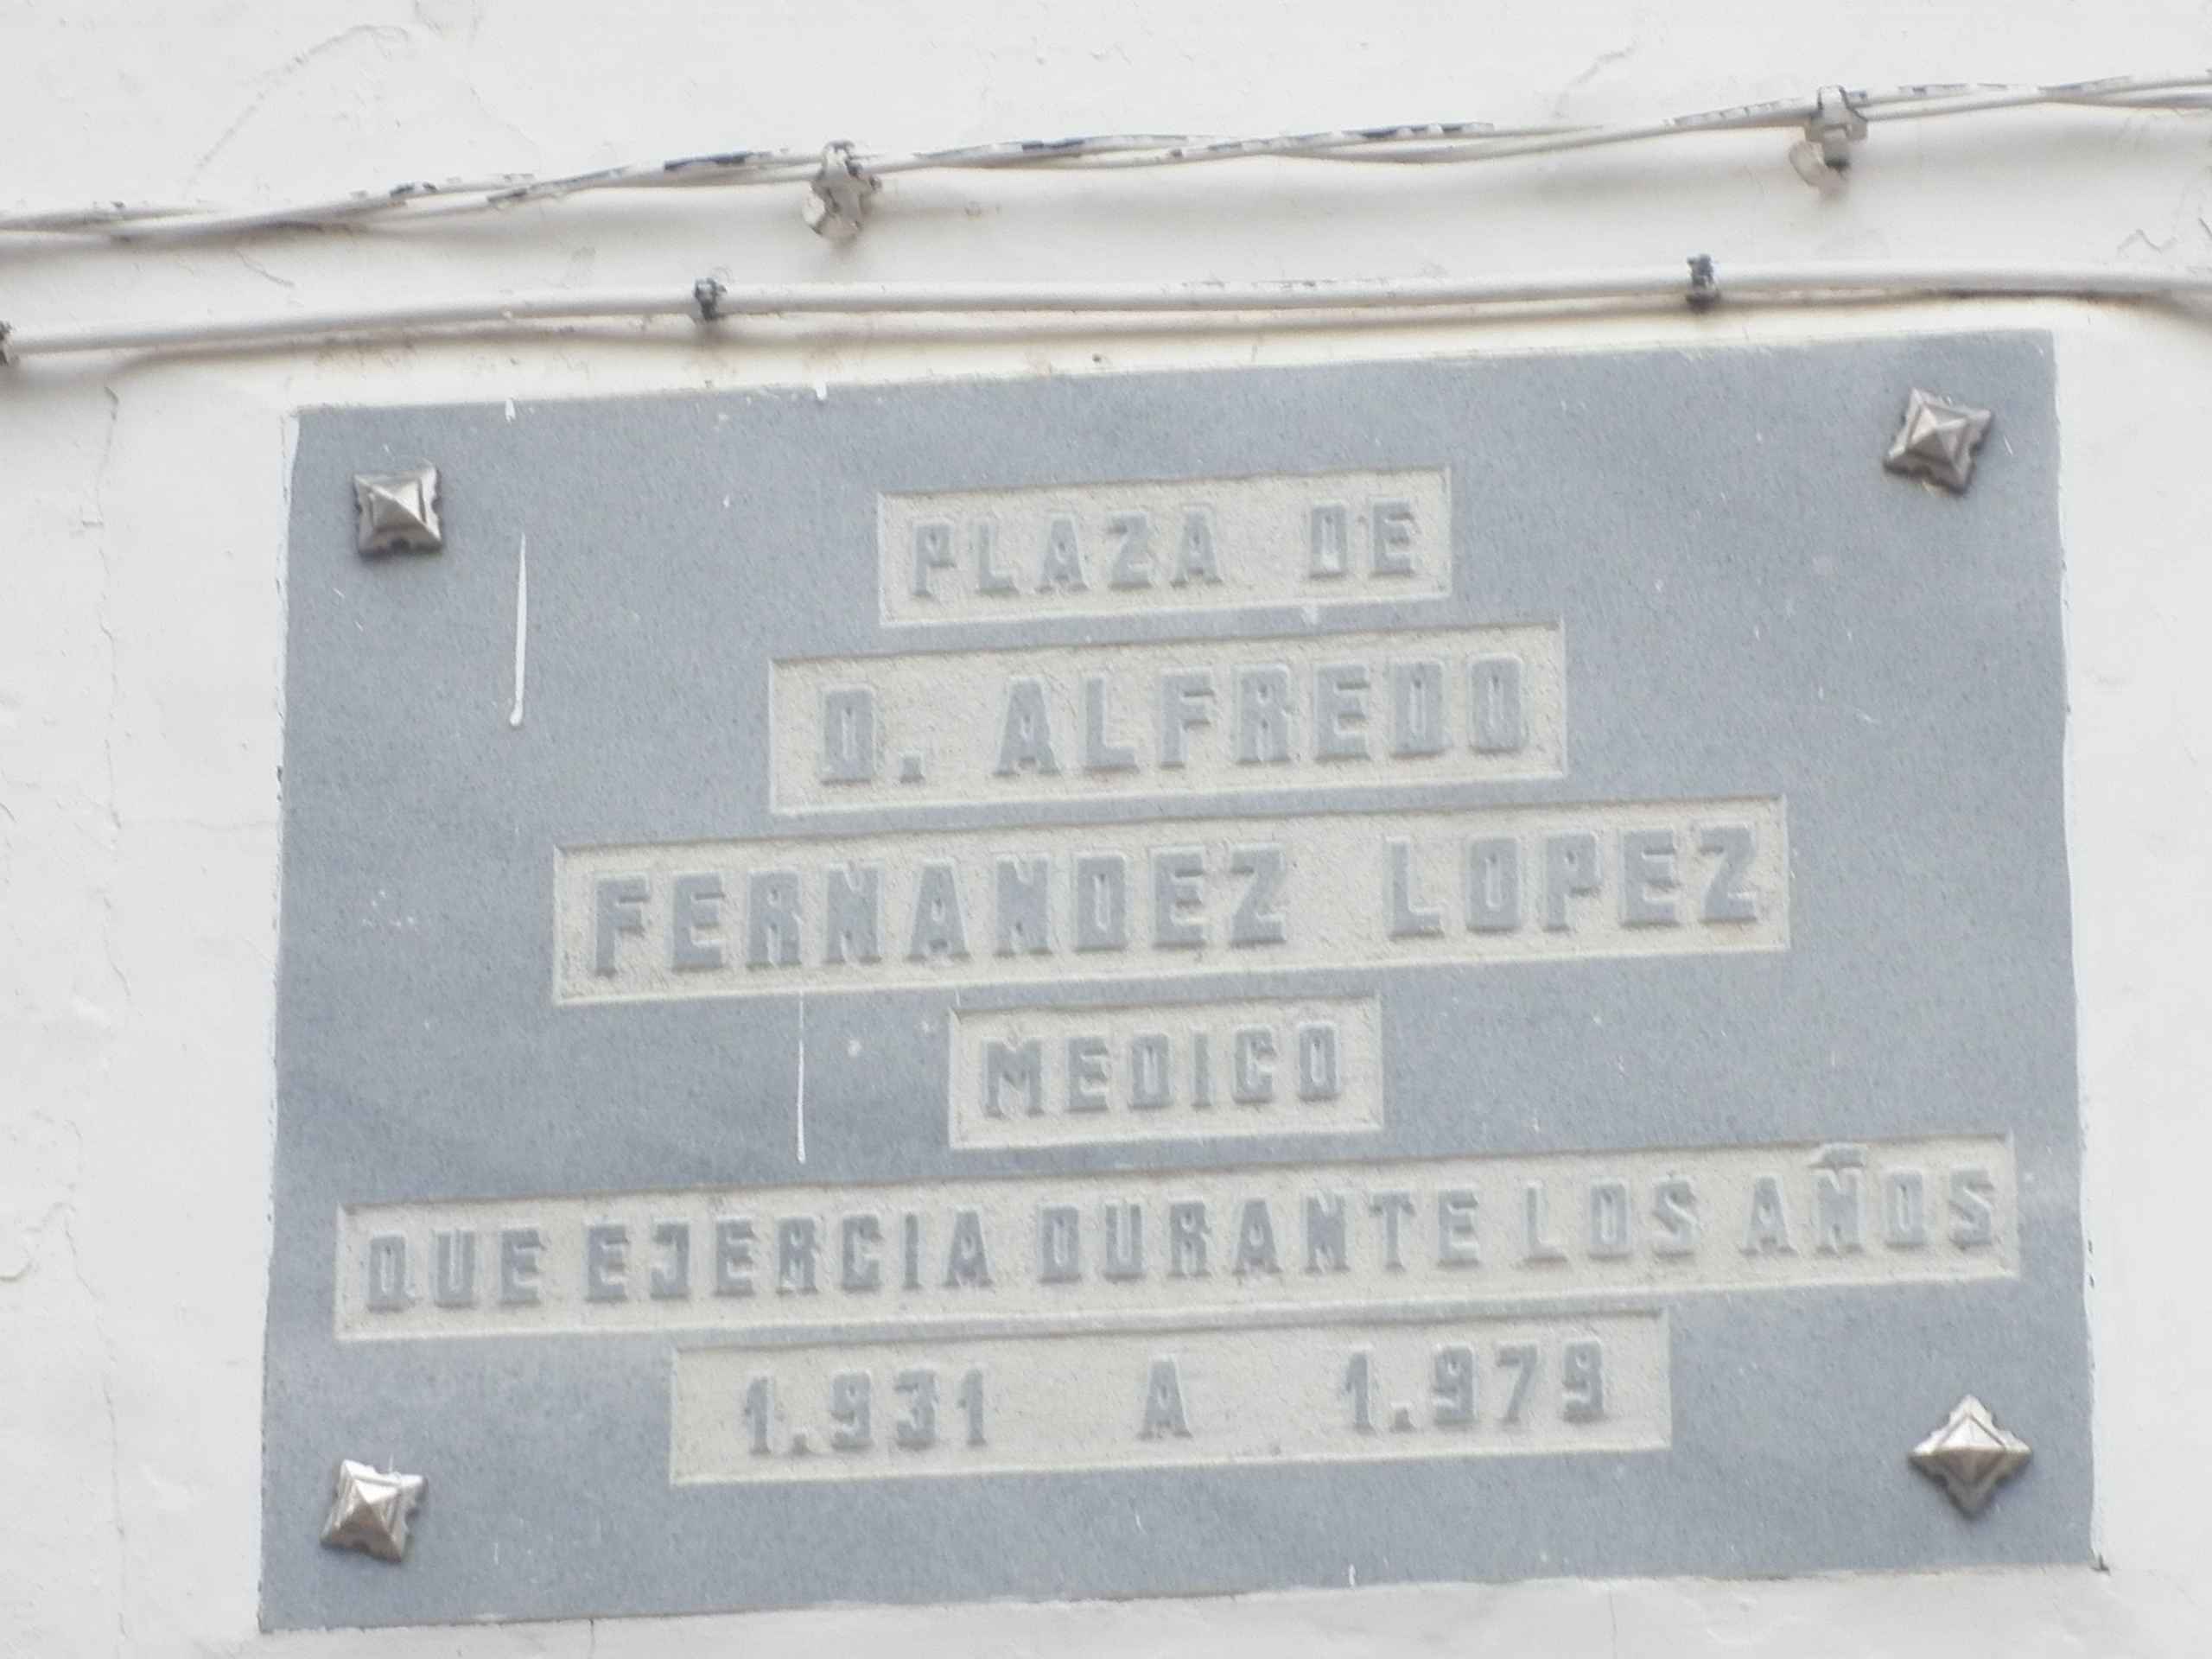 PLAZA DE
D. ALFREDO
FERNANDEZ LOPEZ
MEDICO
QUE EJERCIA DURANTE LOS AÑOS
1.931 A 1.979